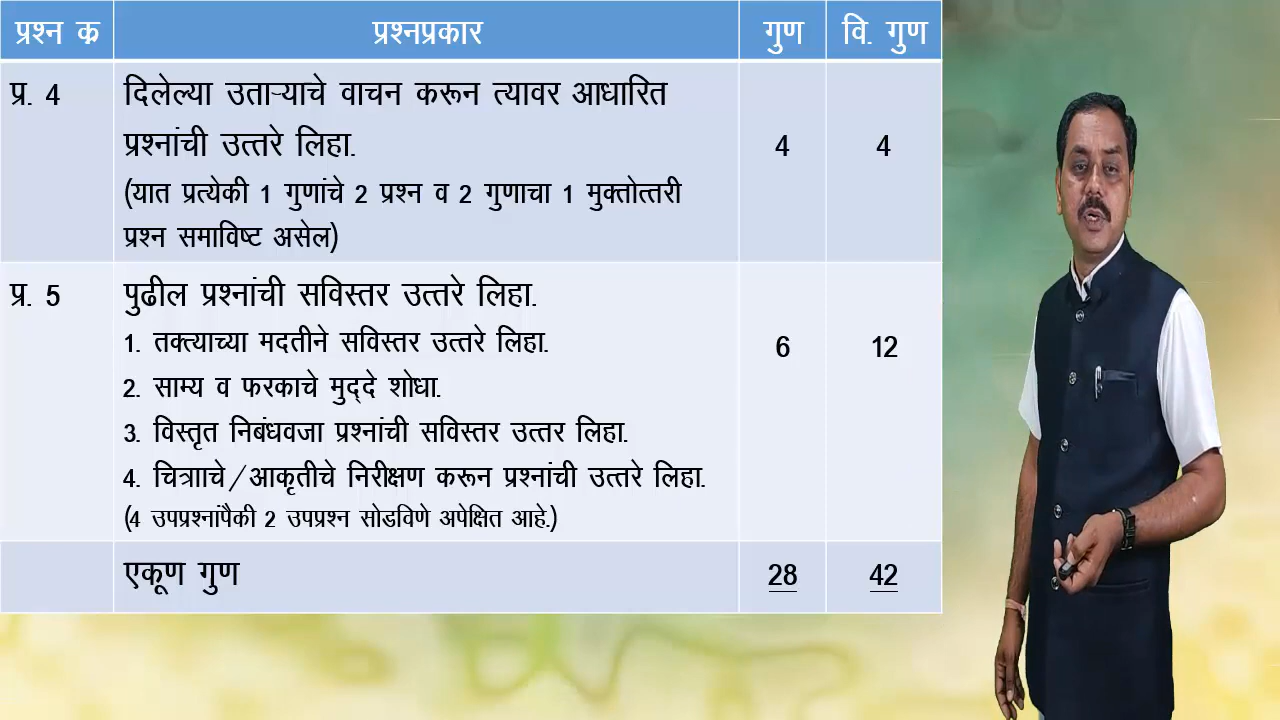 प्रश्न क्र प्रश्नप्रकार गुण वि. गुण
प्र. 4 दिलेल्या उताऱ्याचे वाचन करून त्यावर आधारित
प्रश्नांची उत्तरे लिहा. 4 4
(यात प्रत्येकी 1 गुणांचे 2 प्रश्न व 2 गुणाचा 1 मुक्तोत्तरी
प्रश्न समाविष्ट असेल)
प्र. 5 पुढील प्रश्नांची सविस्तर उत्तरे लिहा.
1. तक्त्याच्या मदतीने सविस्तर उत्तरे लिहा. 6 12
2. साम्य व फरकाचे मुद्दे शोधा.
3. विस्तृत निबंधवजा प्रश्नांची सविस्तर उत्तर लिहा.
4. चित्रााचे/आकृतीचे निरीक्षण करून प्रश्नांची उत्तरे लिहा.
(4 उपप्रश्नांपैकी 2 उपप्रश्न सोडविणे अपेक्षित आहे.)
एकूण गुण 28 42